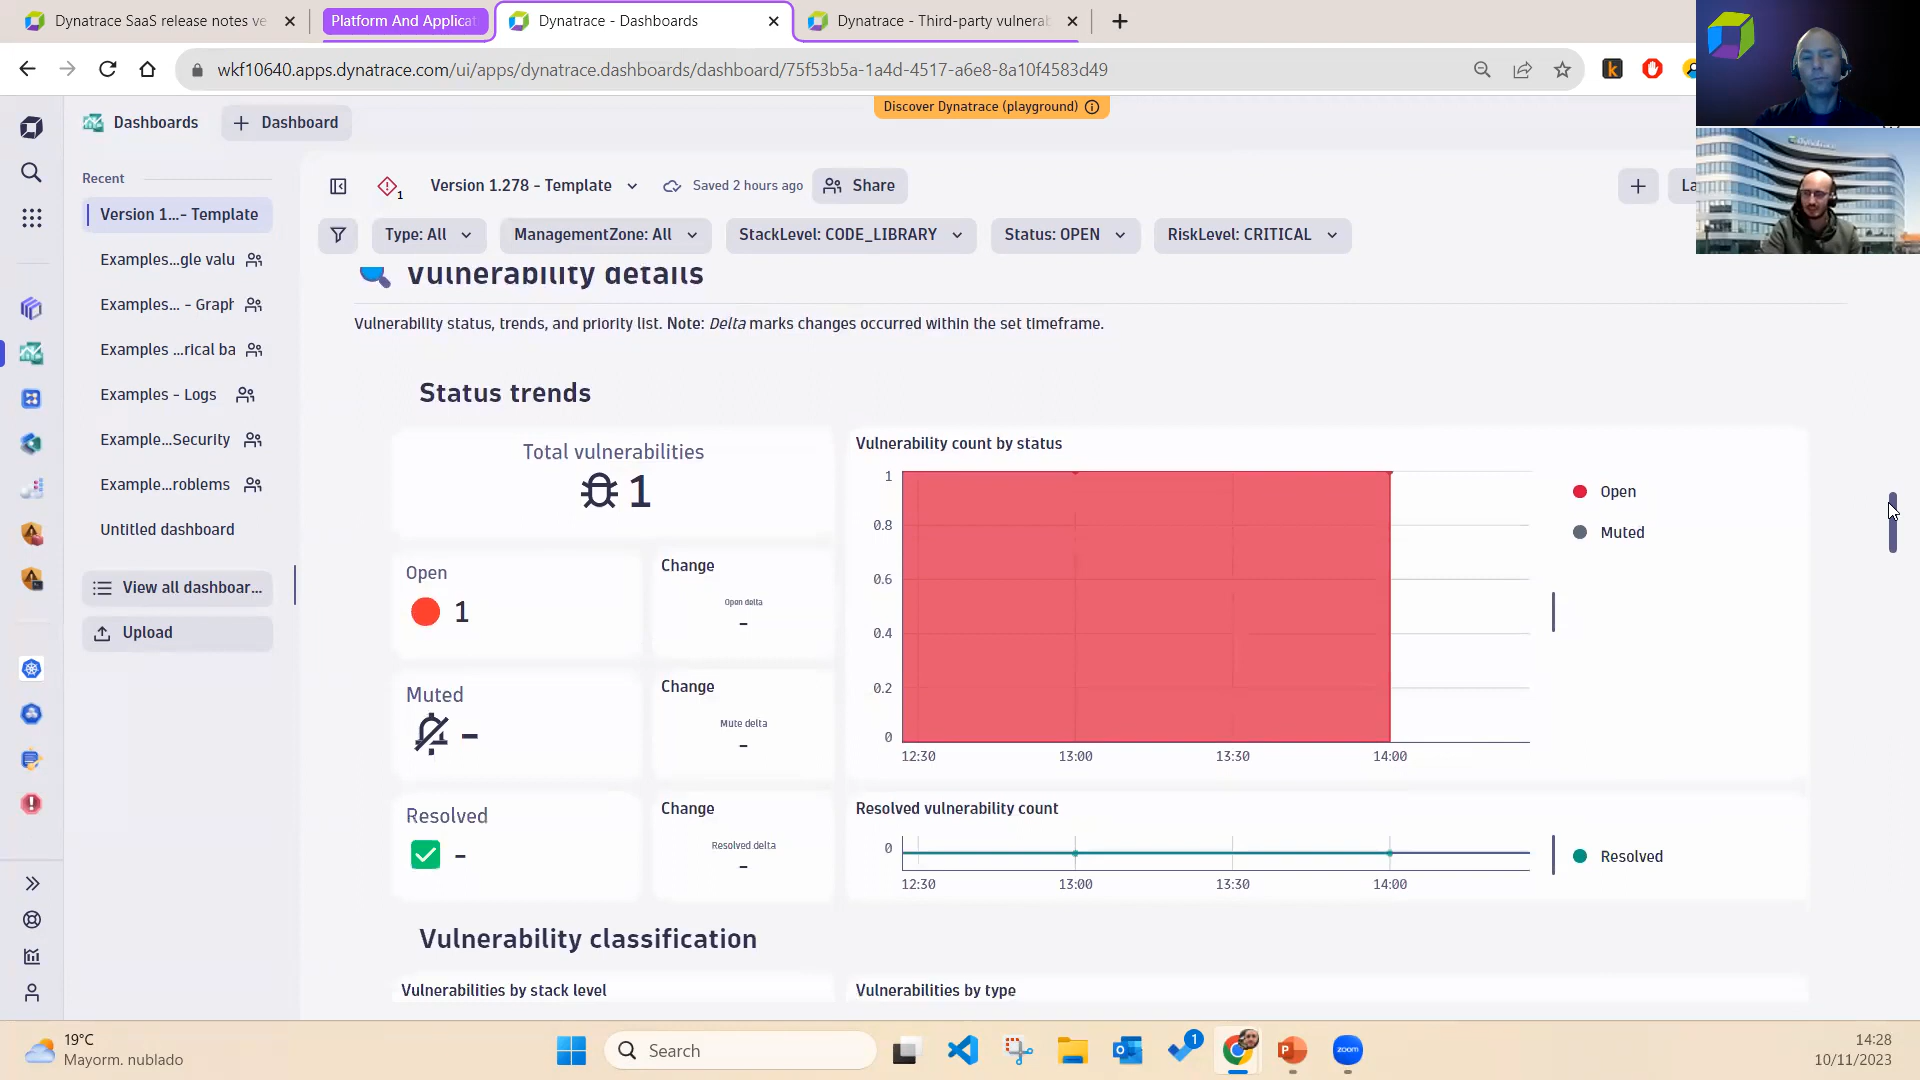 Dynatrace SaaS release notes ve
Platform And Applicat
Dynatrace - Dashboards
Dynatrace - Third-party vulnerab
wkf10640.apps.dynatrace.com/ui/apps/dynatrace.dashboards/dashboard/75f53b5a-1a4d-4517-a6e8-8a10f4583d49
Discover Dynatrace (playground)
Dashboards
Dashboard
Recent
Version 1...- Template
Examples...gle valu
Examples... - Graph
Examples ...rical ba
Examples - Logs
Example...Security
Example...roblems
Untitled dashboard
View all dashboar...
Upload
1
Version 1.278 - Template
Saved 2 hours ago
Share
La
Type: All
ManagementZone: All
StackLevel: CODE_LIBRARY
Status: OPEN
RiskLevel: CRITICAL
Vulnerability details
Vulnerability status, trends, and priority list. Note: Delta marks changes occurred within the set timeframe.
Status trends
Total vulnerabilities
1
Open
1
Change
Open delta
-
Muted
-
Change
Mute delta
-
Resolved
-
Change
Resolved delta
-
Vulnerability count by status
1
0.8
0.6
0.4
0.2
0
12:30 13:00 13:30 14:00
Open
Muted
Resolved vulnerability count
0
12:30 13:00 13:30 14:00
Resolved
Vulnerability classification
Vulnerabilities by stack level
Vulnerabilities by type
19°C
Mayorm. nublado
Search
1
zoom
14:28
10/11/2023